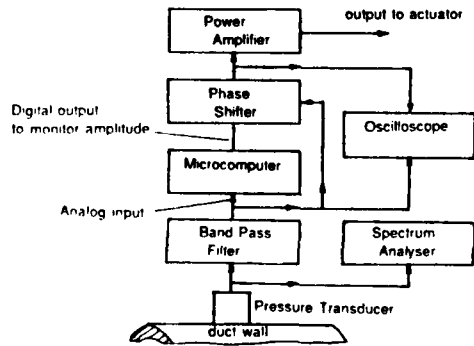 output to actuator
Power
Amplifier
Phase
Shifter
Digital output
to monitor amplitude
Oscilloscope
Microcomputer
Analog input
Band Pass
Filter
Spectrum
Analyser
Pressure Transducer
duct wall